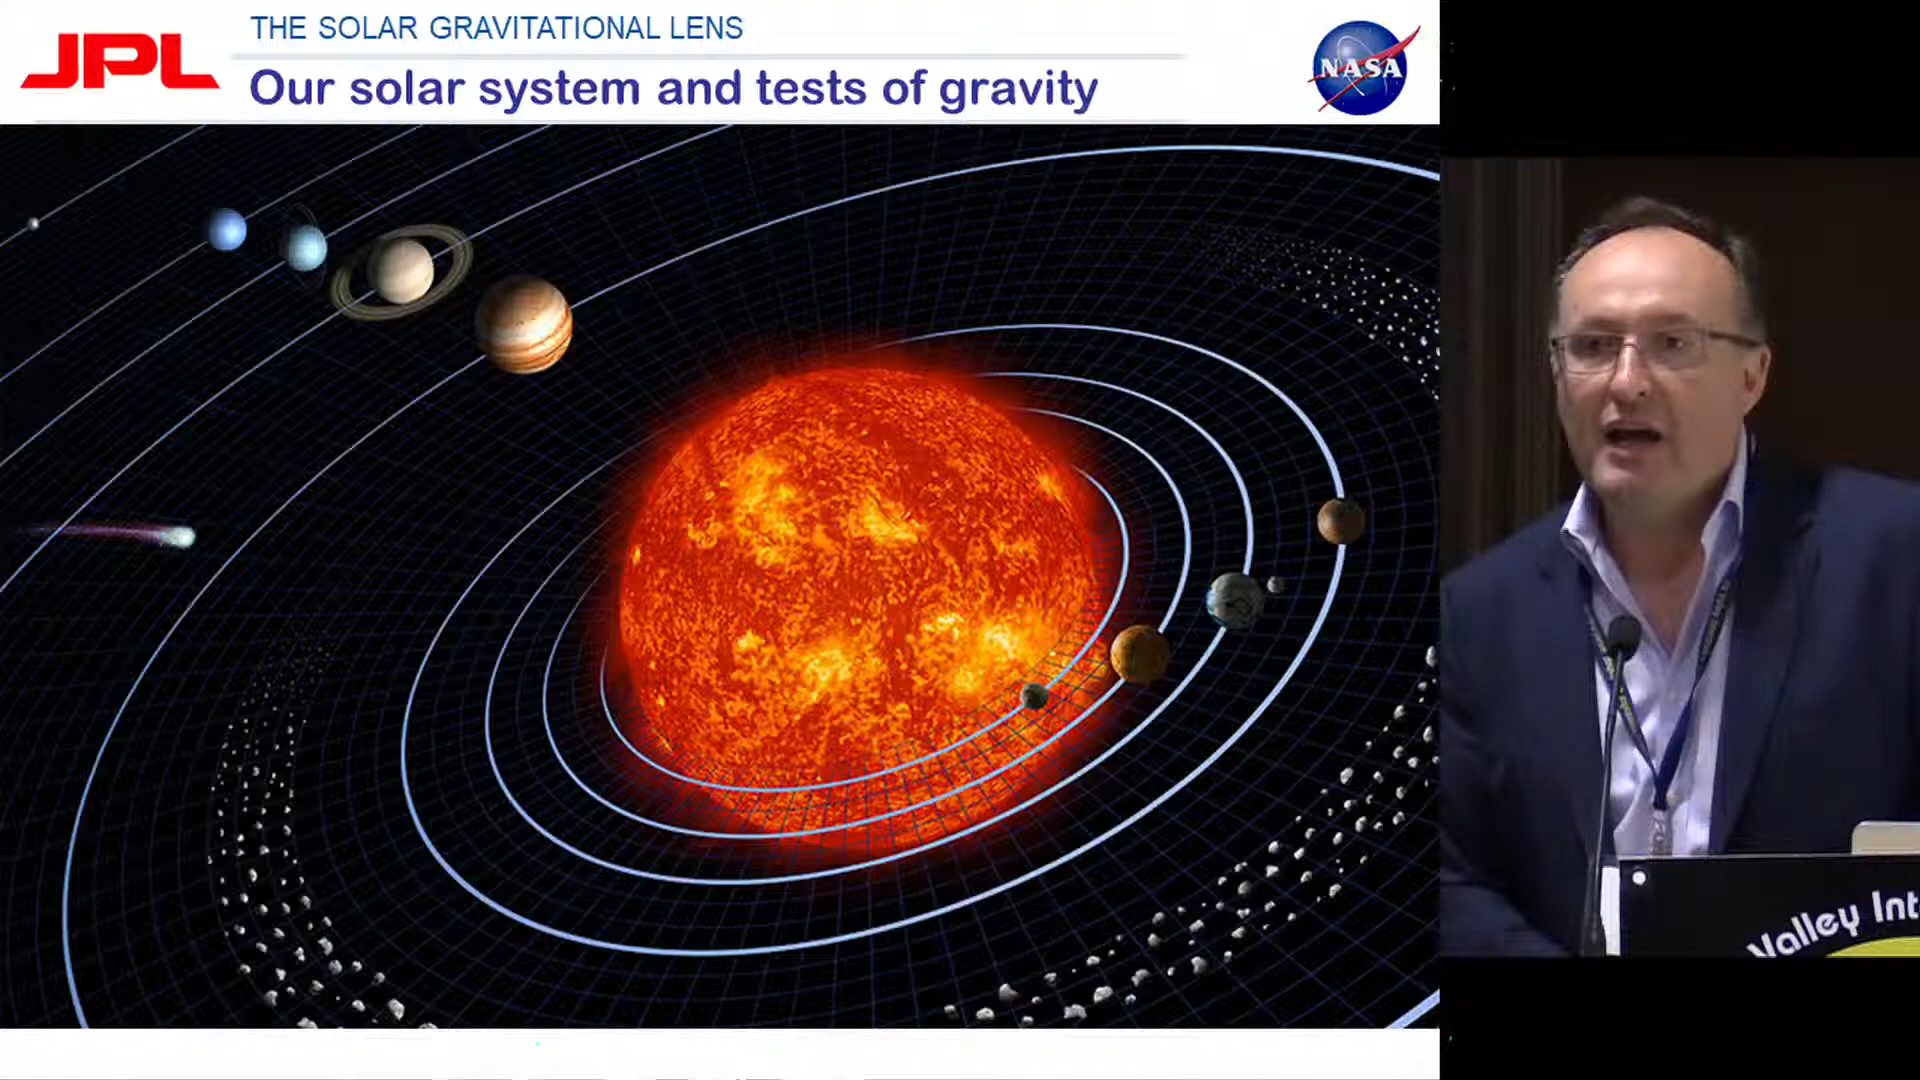 THE SOLAR GRAVITATIONAL LENS
JPL
Our solar system and tests of gravity
NASA
Valley Int